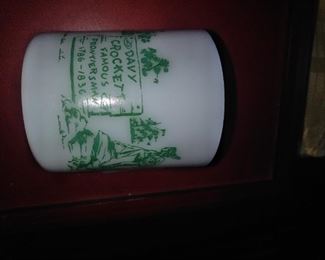 DAVY
CROCKETT
FAMOUS
FRONTIERSMAN
1786-1836